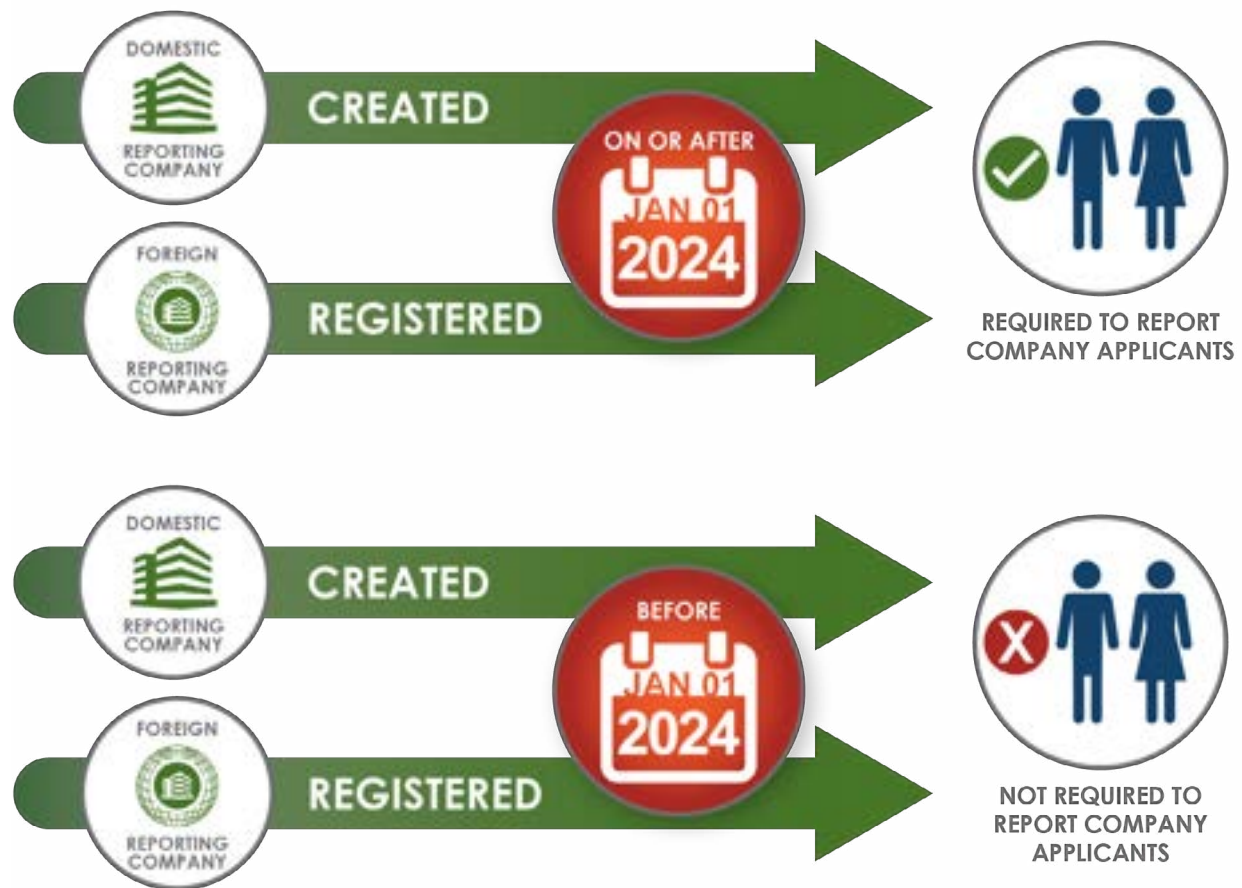 DOMESTIC
REPORTING
COMPANY
CREATED
ON OR AFTER
JAN 01
2024
FOREIGN
REPORTING
COMPANY
REGISTERED
REQUIRED TO REPORT
COMPANY APPLICANTS
DOMESTIC
REPORTING
COMPANY
CREATED
BEFORE
JAN 01
2024
X
FOREIGN
REPORTING
COMPANY
REGISTERED
NOT REQUIRED TO
REPORT COMPANY
APPLICANTS